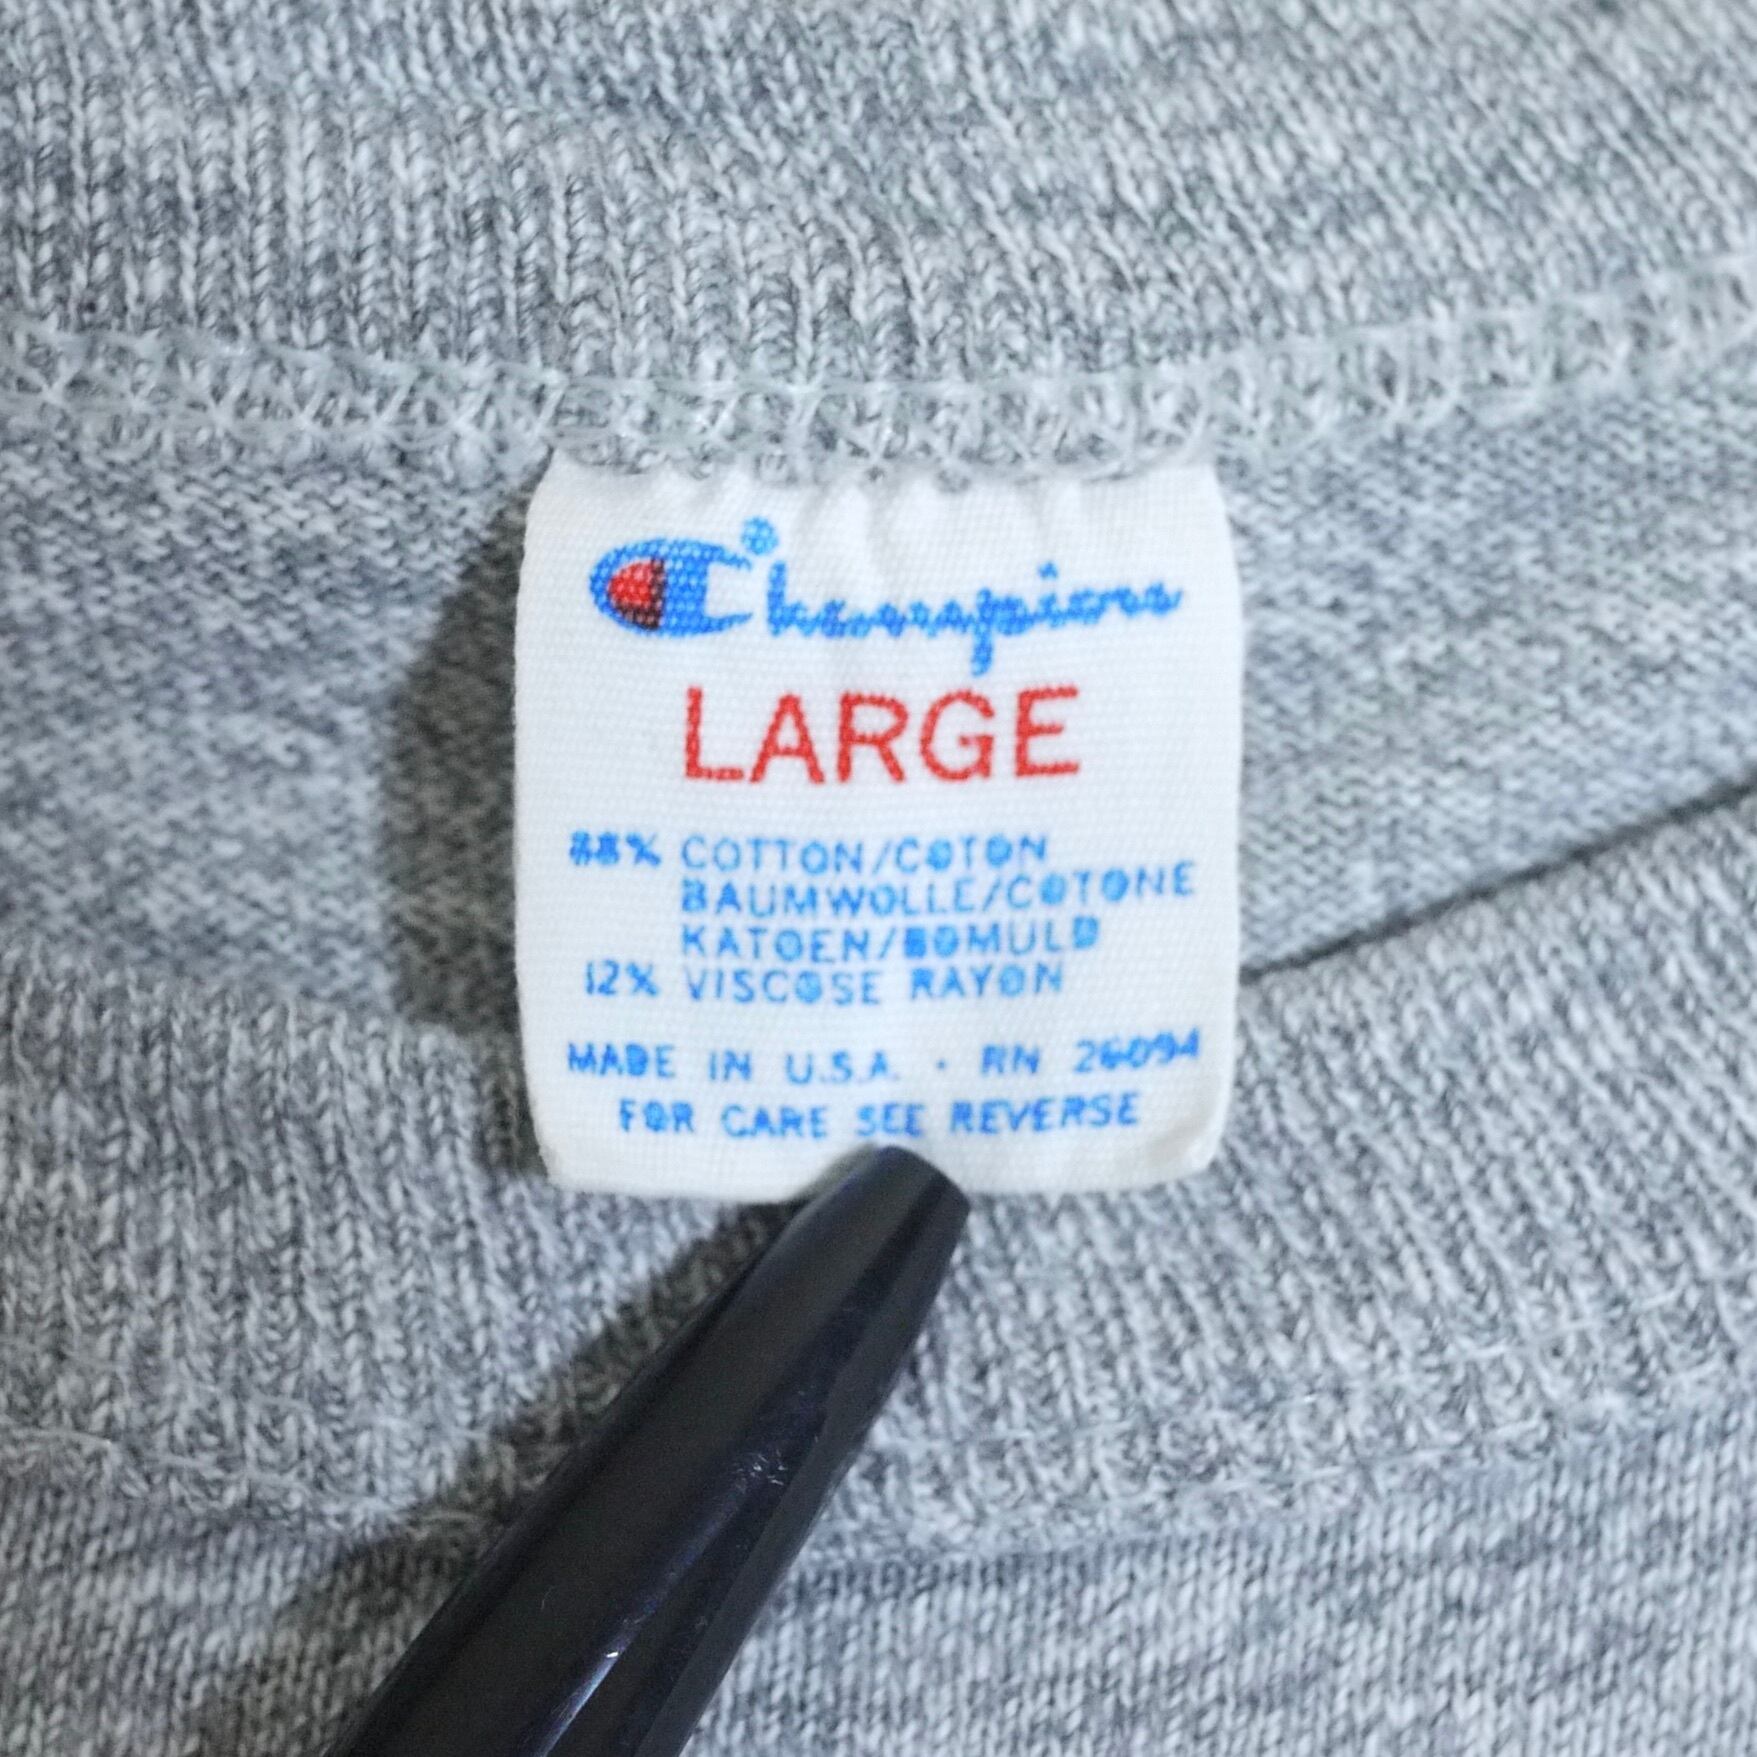 Champion
LARGE
88% COTTON/COTON
BAUMWOLLE/COTONE
KATOEN/BOMULD
12% VISCOSE RAYON
MADE IN U.S.A. · RN 26094
FOR CARE SEE REVERSE